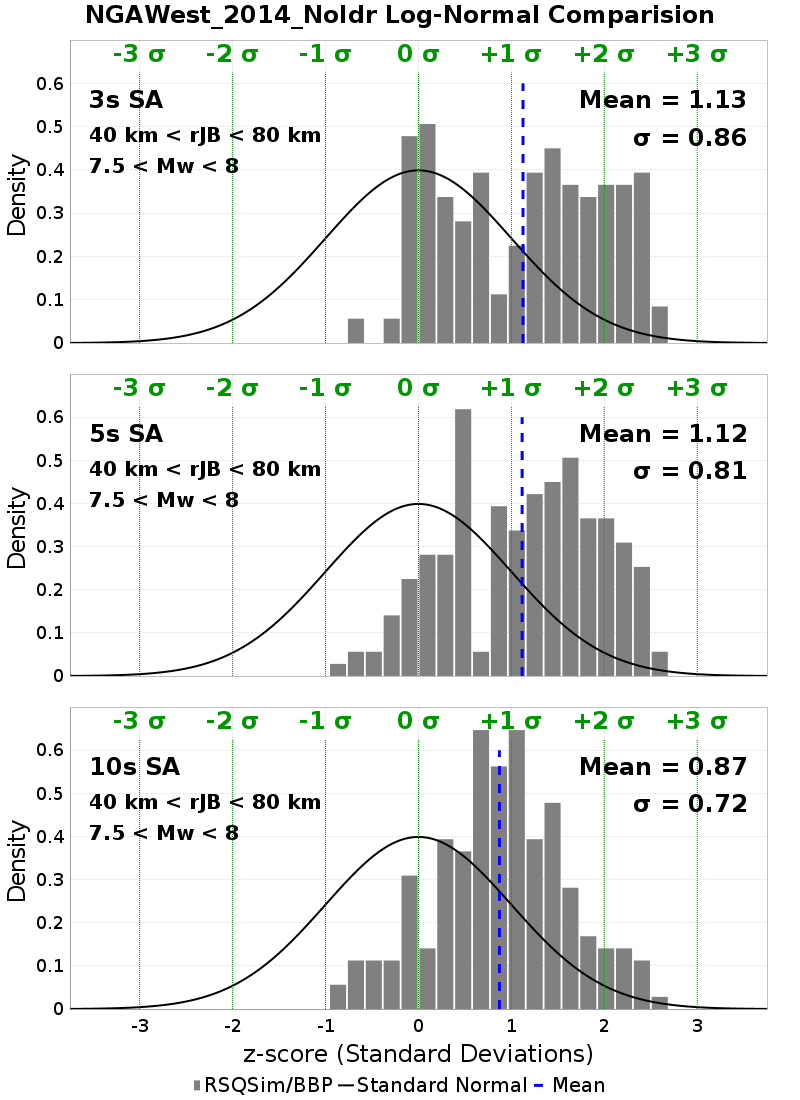 NGAWest_2014_NoIdr Log-Normal Comparision
-3 σ -2 σ -1 σ 0 σ +1 σ +2 σ +3 σ
0.6
3s SA Mean = 1.13
0.5
40 km < rJB < 80 km σ = 0.86
7.5 < Mw < 8
0.4
Density
0.3
0.2
0.1
0
-3 σ -2 σ -1 σ 0 σ +1 σ +2 σ +3 σ
0.6
5s SA Mean = 1.12
0.5
40 km < rJB < 80 km σ = 0.81
7.5 < Mw < 8
0.4
Density
0.3
0.2
0.1
0
-3 σ -2 σ -1 σ 0 σ +1 σ +2 σ +3 σ
0.6
10s SA Mean = 0.87
0.5
40 km < rJB < 80 km σ = 0.72
7.5 < Mw < 8
0.4
Density
0.3
0.2
0.1
0
-3 -2 -1 0 1 2 3
z-score (Standard Deviations)
RSQSim/BBP Standard Normal Mean